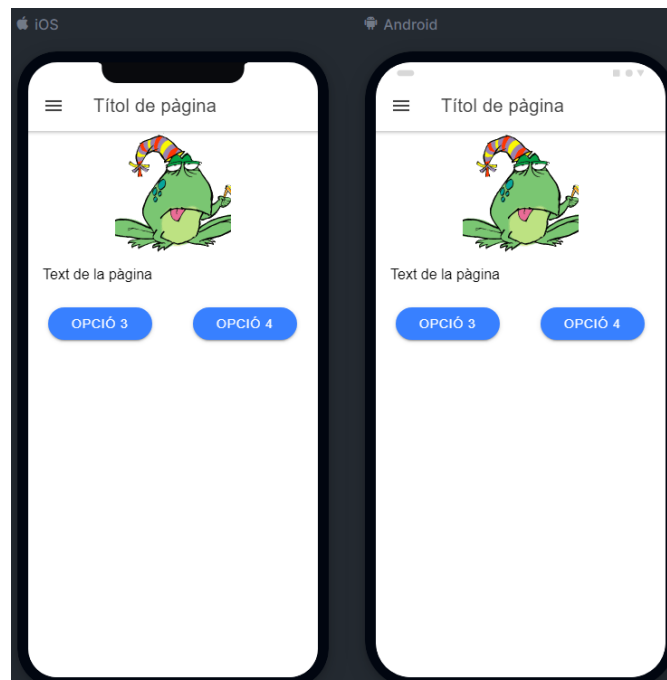 iOS
Títol de pàgina
Text de la pàgina
OPCIÓ 3
OPCIÓ 4
Android
Títol de pàgina
Text de la pàgina
OPCIÓ 3
OPCIÓ 4